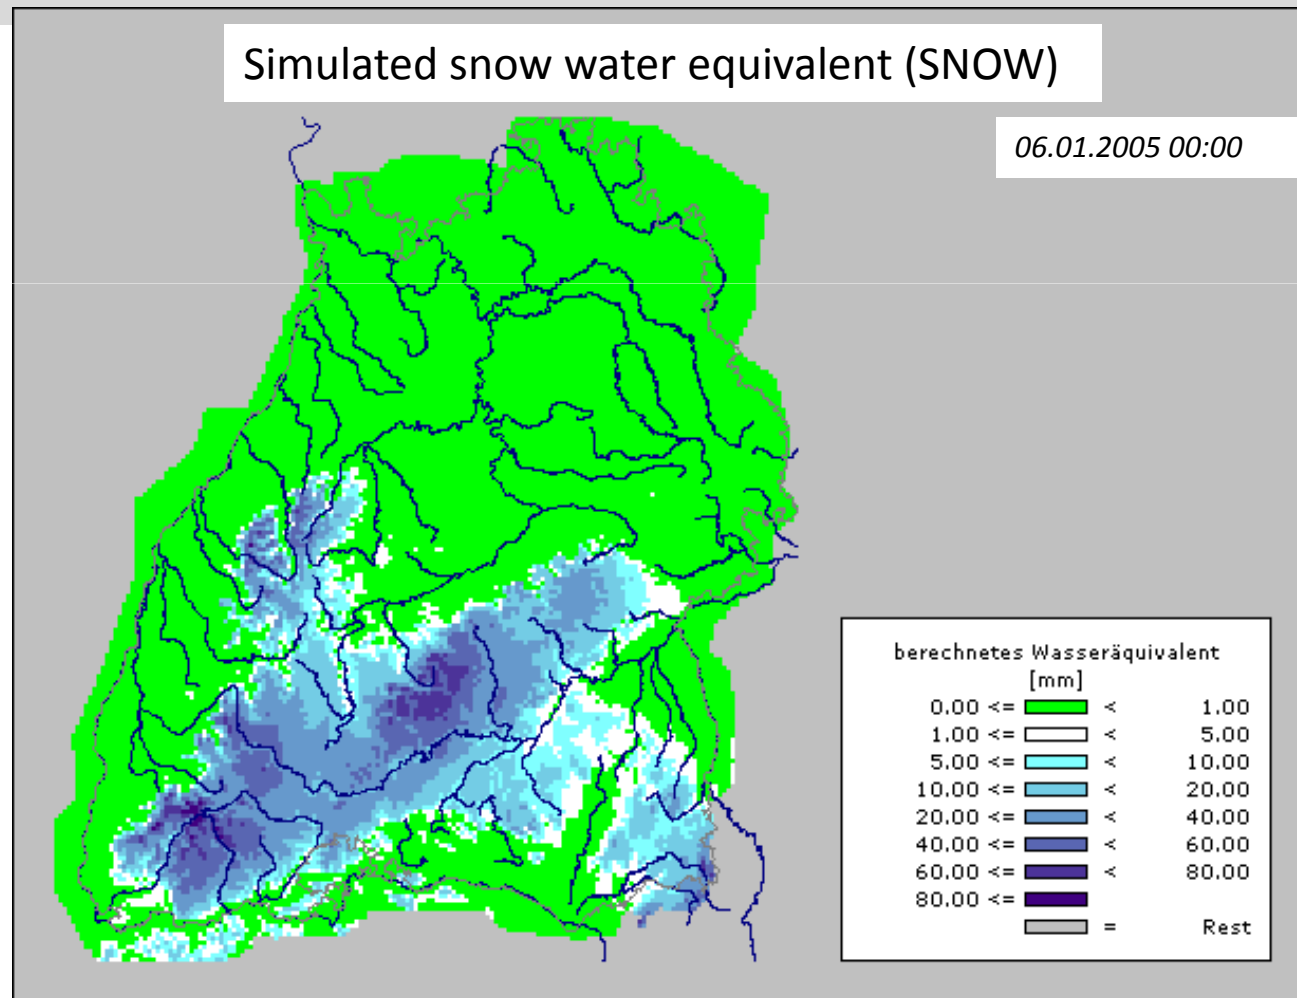 Simulated snow water equivalent (SNOW)
06.01.2005 00:00
berechnetes Wasseräquivalent
[mm]
0.00 <= < 1.00
1.00 <= < 5.00
5.00 <= < 10.00
10.00 <= < 20.00
20.00 <= < 40.00
40.00 <= < 60.00
60.00 <= < 80.00
80.00 <=
= Rest